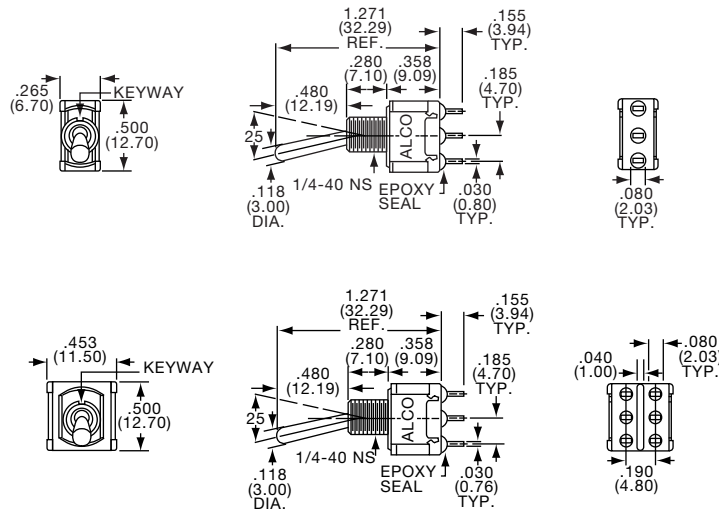 1.271
(32.29)
REF.
.155
(3.94)
TYP.
.280
(7.10)
.358
(9.09)
.185
(4.70)
TYP.
.265
(6.70)
KEYWAY
.480
(12.19)
.500
(12.70)
25
ALCO
.118
(3.00)
DIA.
1/4-40 NS
EPOXY
SEAL
.030
(0.80)
TYP.
.080
(2.03)
TYP.
1.271
(32.29)
REF.
.155
(3.94)
TYP.
.453
(11.50)
KEYWAY
.280
(7.10)
.358
(9.09)
.185
(4.70)
TYP.
.080
(2.03)
TYP.
.040
(1.00)
.480
(12.19)
.500
(12.70)
25
ALCO
.118
(3.00)
DIA.
1/4-40 NS
EPOXY
SEAL
.030
(0.76)
TYP.
.190
(4.80)